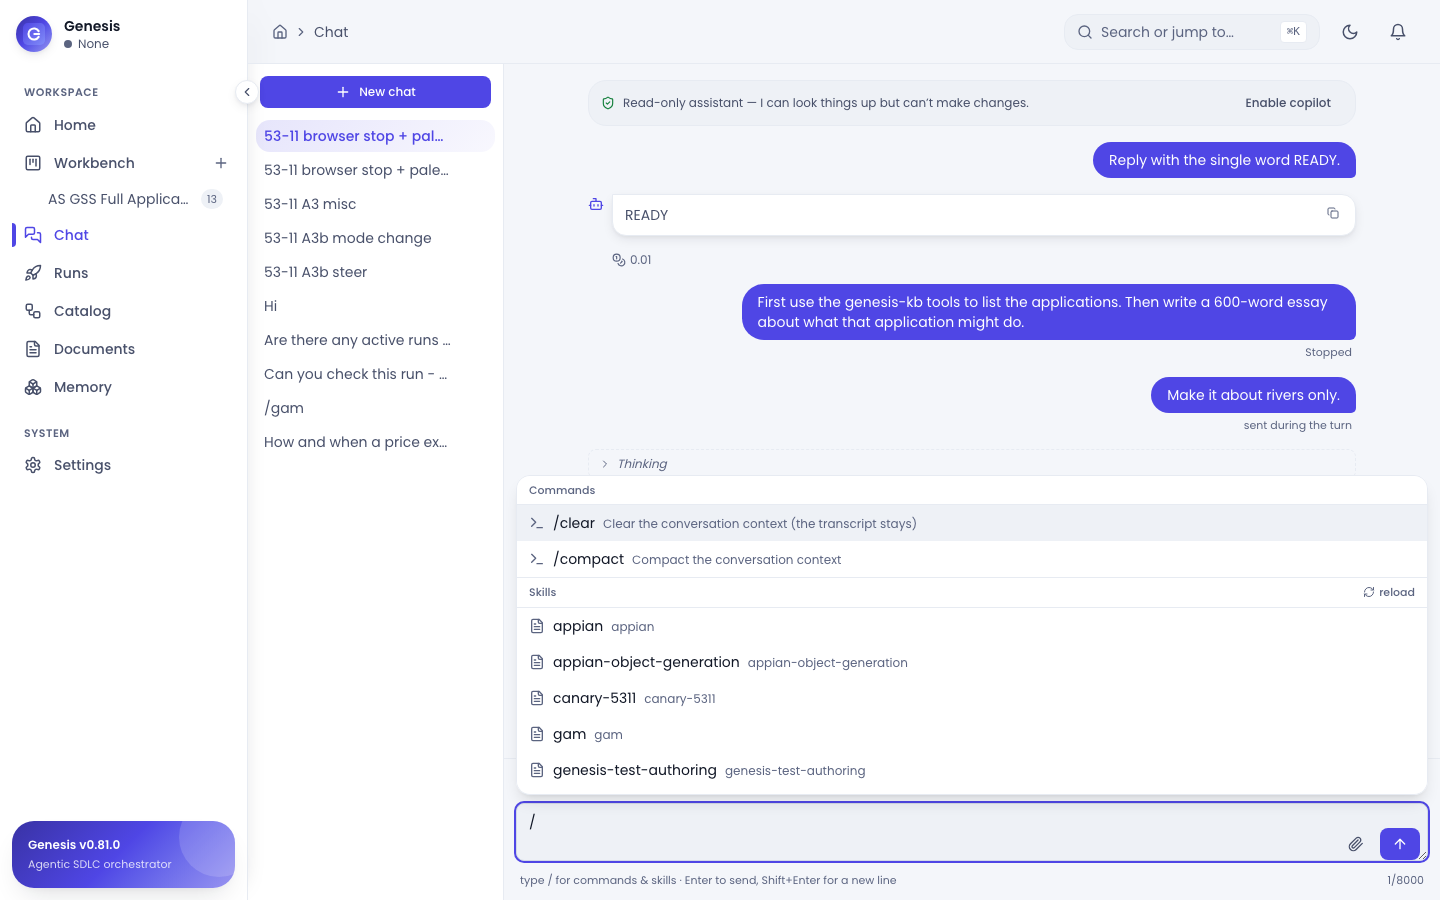 Genesis
None
WORKSPACE
Home
Workbench
AS GSS Full Applica...
13
Chat
Runs
Catalog
Documents
Memory
SYSTEM
Settings
Genesis v0.81.0
Agentic SDLC orchestrator
Chat
Search or jump to...
⌘K
New chat
53-11 browser stop + pal...
53-11 browser stop + pale...
53-11 A3 misc
53-11 A3b mode change
53-11 A3b steer
Hi
Are there any active runs ...
Can you check this run - ...
/gam
How and when a price ex...
Read-only assistant — I can look things up but can't make changes.
Enable copilot
Reply with the single word READY.
READY
0.01
First use the genesis-kb tools to list the applications. Then write a 600-word essay
about what that application might do.
Stopped
Make it about rivers only.
sent during the turn
Thinking
Commands
/clear Clear the conversation context (the transcript stays)
/compact Compact the conversation context
Skills
reload
appian appian
appian-object-generation appian-object-generation
canary-5311 canary-5311
gam gam
genesis-test-authoring genesis-test-authoring
/
type / for commands & skills · Enter to send, Shift+Enter for a new line
1/8000